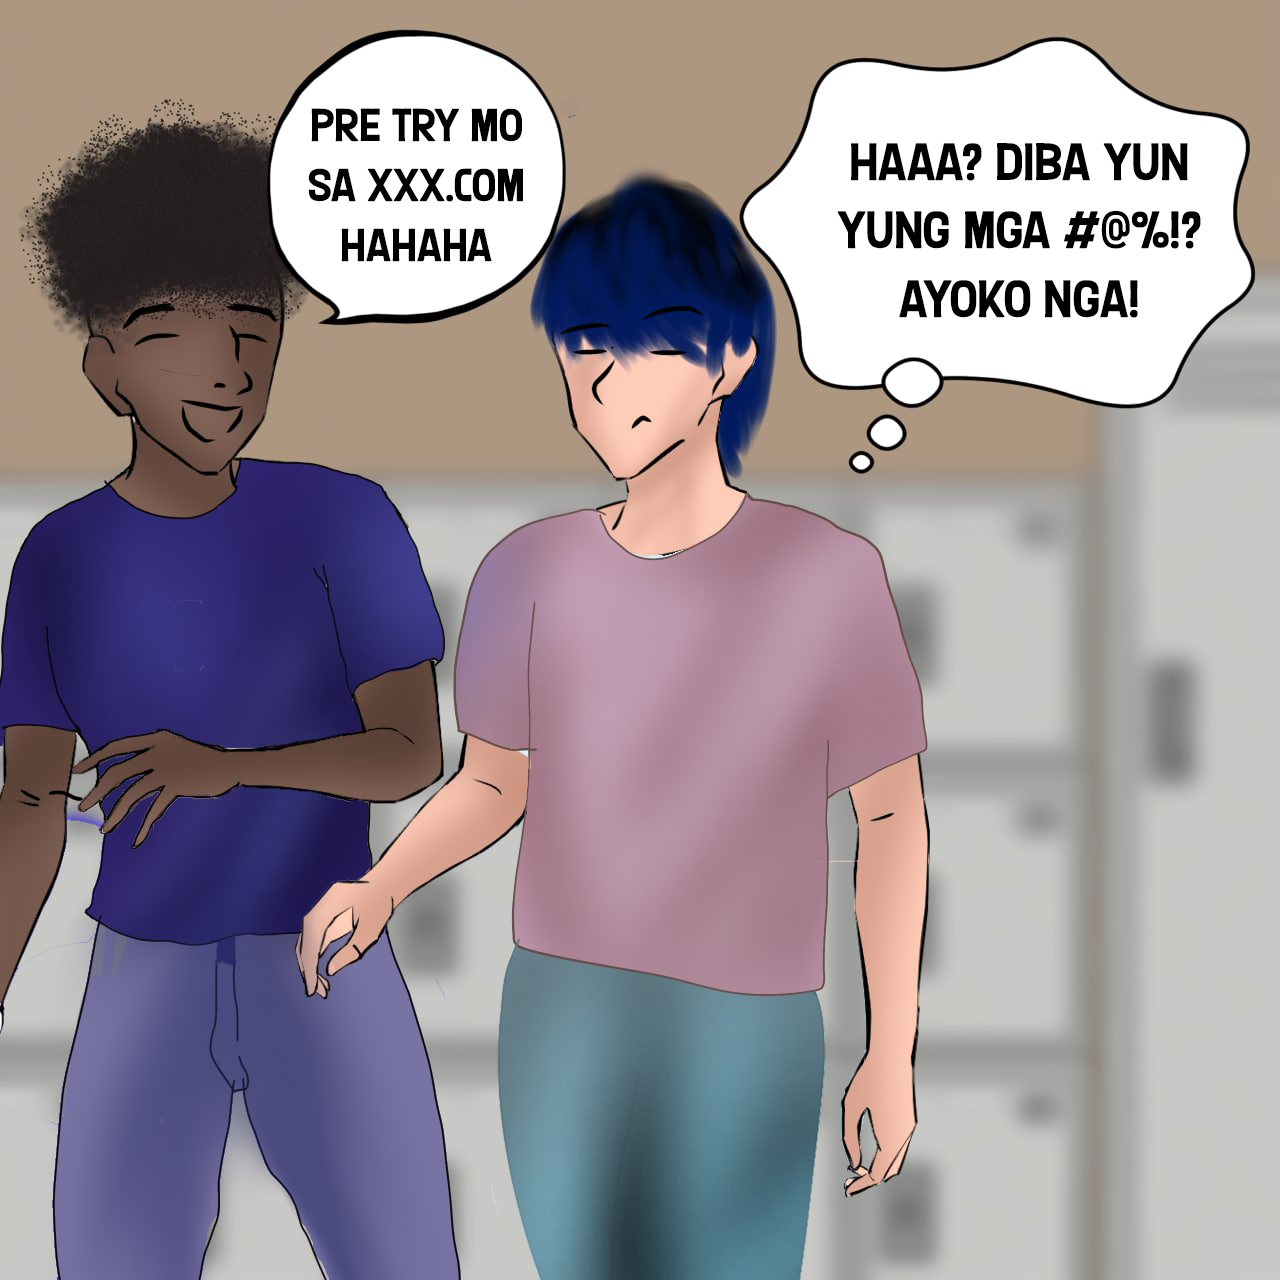 PRE TRY MO
SA XXX.COM
HAHAHA
HAAA? DIBA YUN
YUNG MGA #@%!?
AYOKO NGA!